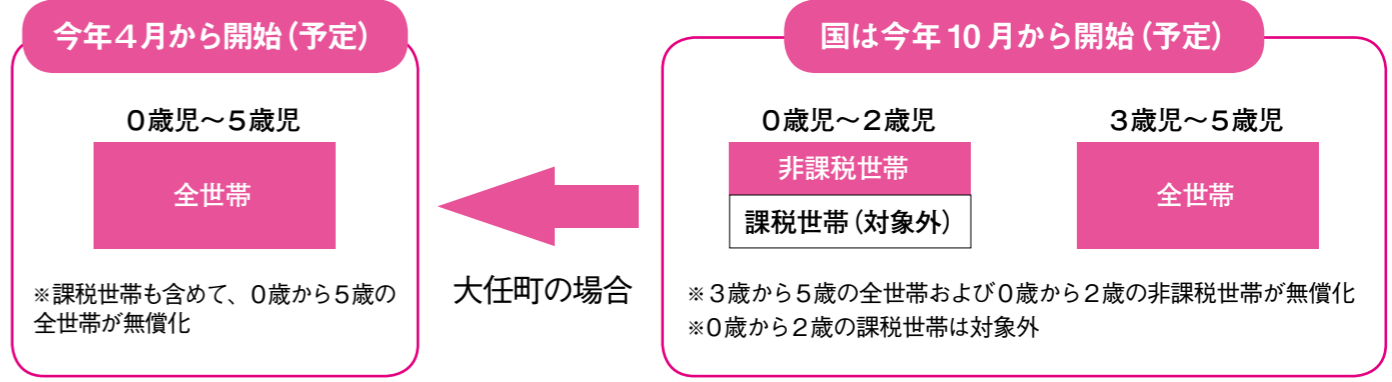 今年４月から開始（予定）
０歳児～５歳児
全世帯
※課税世帯も含めて、０歳から５歳の
全世帯が無償化
大任町の場合
国は今年 10 月から開始（予定）
０歳児～２歳児
非課税世帯
課税世帯（対象外）
３歳児～５歳児
全世帯
※３歳から５歳の全世帯および０歳から２歳の非課税世帯が無償化
※０歳から２歳の課税世帯は対象外